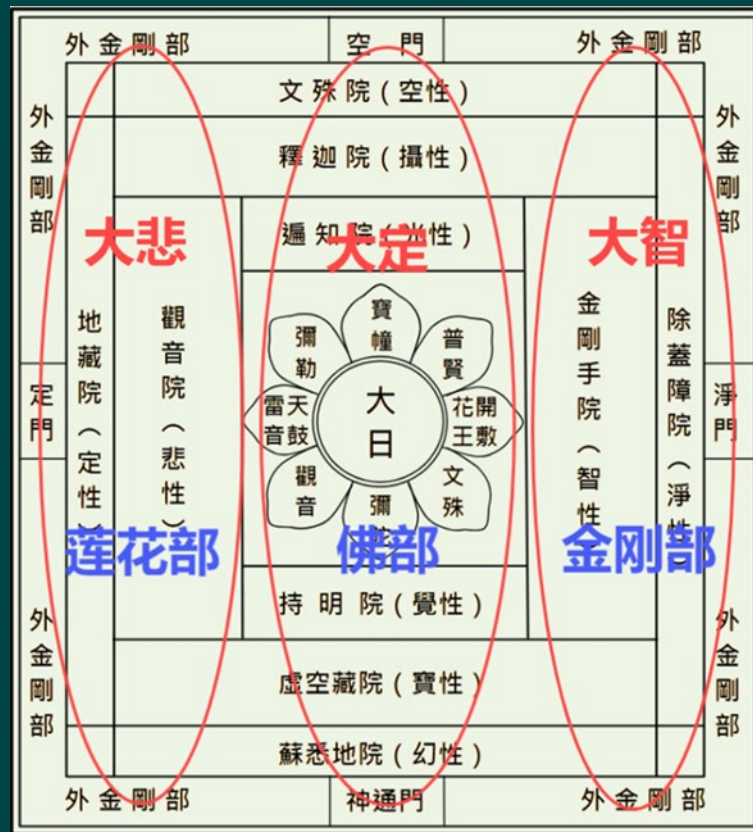 外金剛部
空門
外金剛部
文殊院（空性）
釋迦院（攝性）
外金剛部
外金剛部
遍知院（光性）
大悲
大定
大智
地藏院（定性）
觀音院（悲性）
寶幢
彌勒
普賢
大日
天鼓雷音
開敷花王
觀音
文殊
彌陀
金剛手院（智性）
除蓋障院（淨性）
定門
淨門
莲花部
佛部
金刚部
持明院（覺性）
外金剛部
外金剛部
虛空藏院（寶性）
蘇悉地院（幻性）
外金剛部
神通門
外金剛部